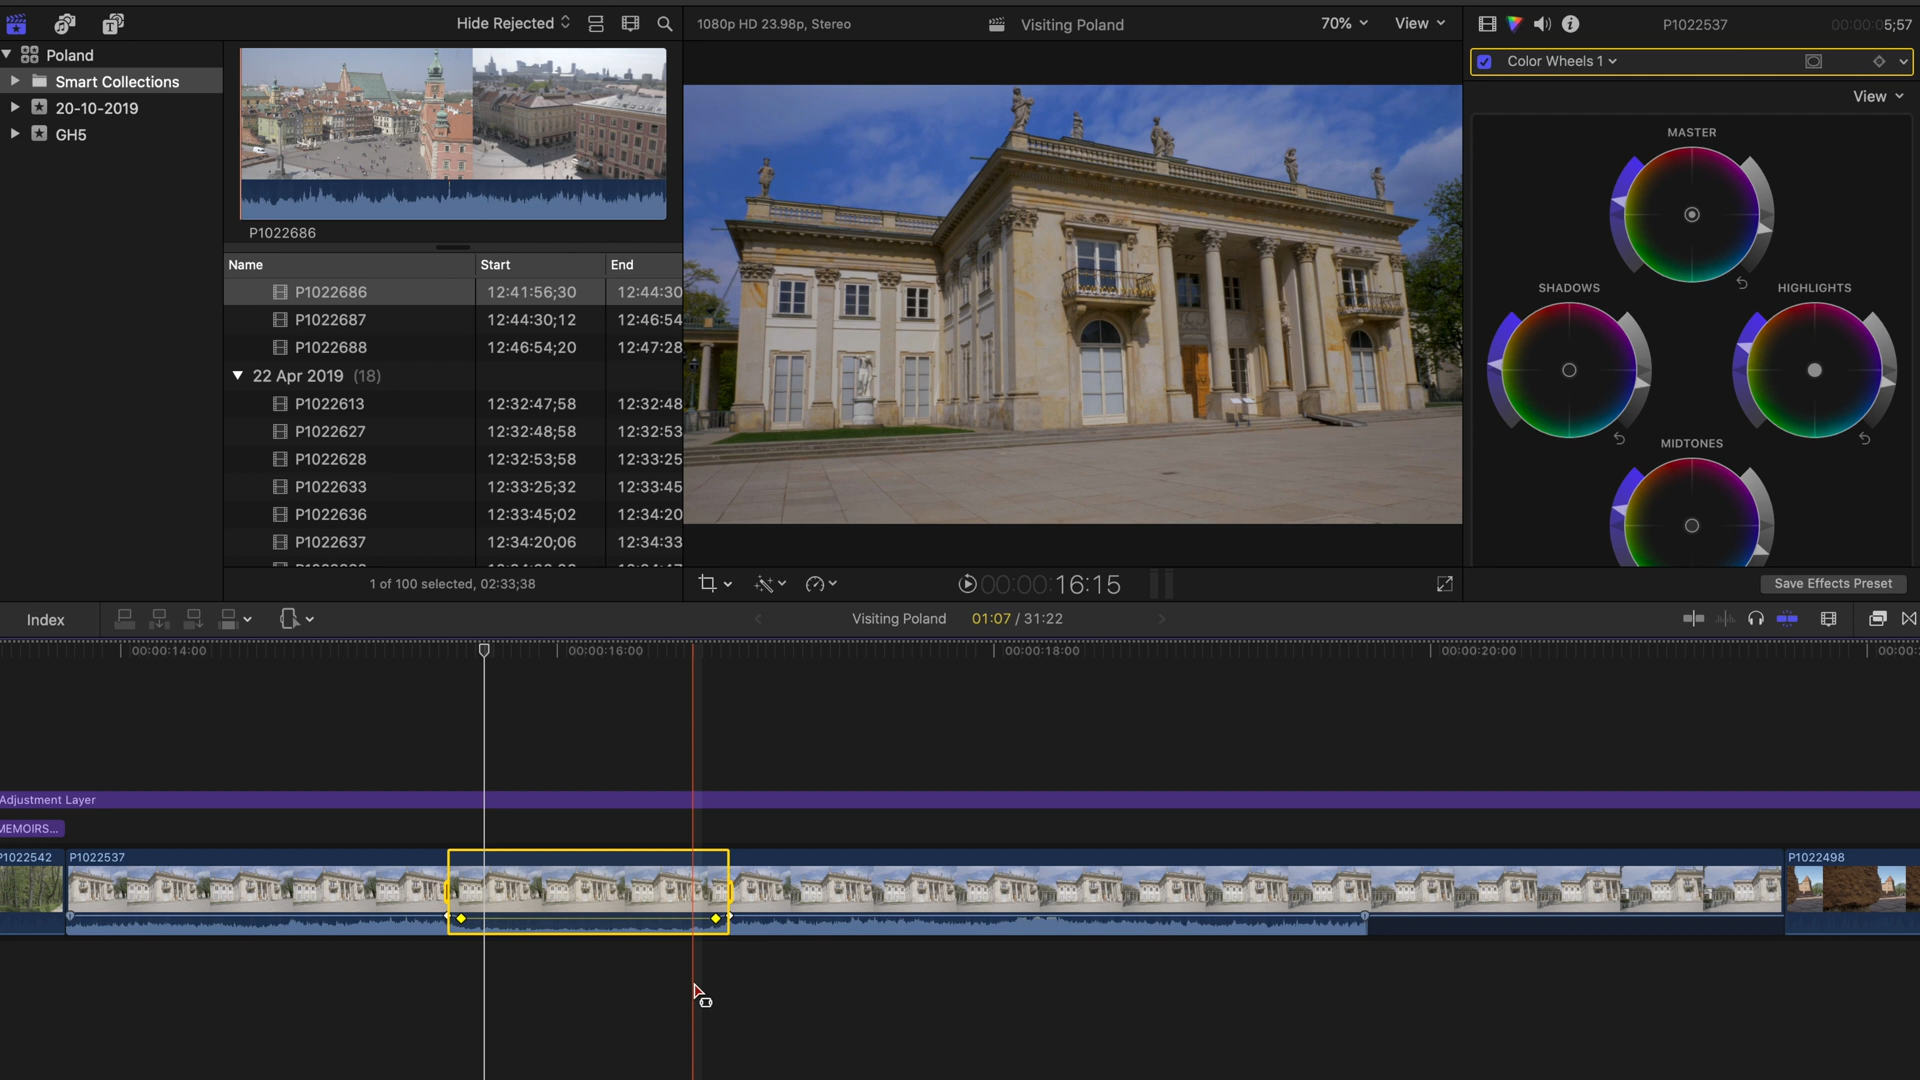 Hide Rejected
1080p HD 23.98p, Stereo
Visiting Poland
70%
View
P1022537
00:00:05;57
Poland
Smart Collections
20-10-2019
GH5
P1022686
Name Start End
P1022686 12:41:56;30 12:44:30
P1022687 12:44:30;12 12:46:54
P1022688 12:46:54;20 12:47:28
22 Apr 2019 (18)
P1022613 12:32:47;58 12:32:48
P1022627 12:32:48;58 12:32:53
P1022628 12:32:53;58 12:33:25
P1022633 12:33:25;32 12:33:45
P1022636 12:33:45;02 12:34:20
P1022637 12:34:20;06 12:34:33
1 of 100 selected, 02:33;38
00:00:16:15
Color Wheels 1
View
MASTER
SHADOWS
HIGHLIGHTS
MIDTONES
Save Effects Preset
Index
Visiting Poland 01:07 / 31:22
00:00:14:00
00:00:16:00
00:00:18:00
00:00:20:00
00:00:
Adjustment Layer
MEMOIRS...
P1022542
P1022537
P1022498